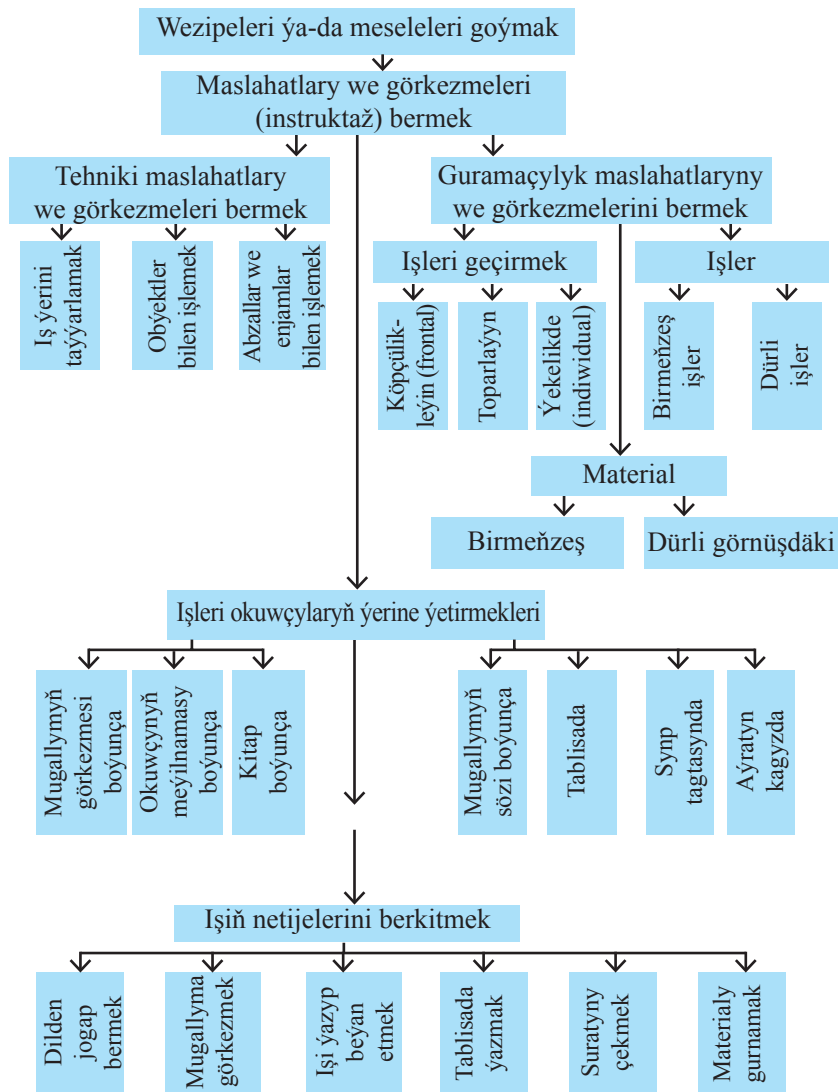 Wezipeleri ýa-da meseleleri goýmak
Maslahatlary we görkezmeleri
(instruktaž) bermek
Tehniki maslahatlary
we görkezmeleri bermek
Guramaçylyk maslahatlaryny
we görkezmelerini bermek
Iş ýerini
taýýarlamak
Obýektler
bilen işlemek
Abzallar we
enjamlar
bilen işlemek
Işleri geçirmek
Işler
Köpçülik-
leýin (frontal)
Toparlaýyn
Ýekelikde
(indiwidual)
Birmeňzeş
işler
Dürli
işler
Material
Birmeňzeş
Dürli görnüşdäki
Işleri okuwçylaryň ýerine ýetirmekleri
Mugallymyň
görkezmesi
boýunça
Okuwçynyň
meýilnamasy
boýunça
Kitap
boýunça
Mugallymyň
sözi boýunça
Tablisada
Synp
tagtasynda
Aýratyn
kagyzda
Işiň netijelerini berkitmek
Dilden
jogap
bermek
Mugallyma
görkezmek
Işi ýazyp
beýan
etmek
Tablisada
ýazmak
Suratyny
çekmek
Materialy
gurnamak